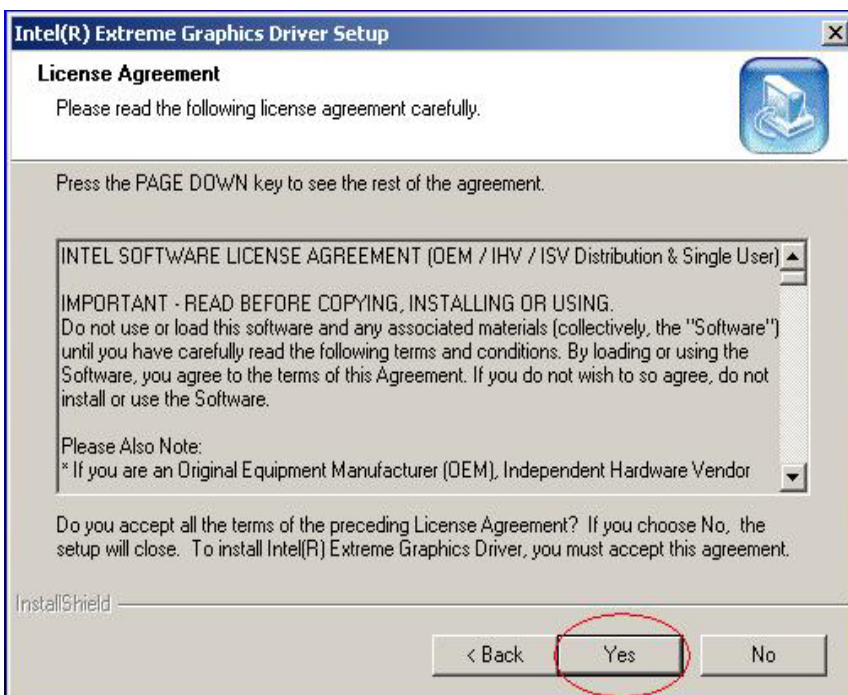 Intel(R) Extreme Graphics Driver Setup
License Agreement
Please read the following license agreement carefully.
Press the PAGE DOWN key to see the rest of the agreement.
INTEL SOFTWARE LICENSE AGREEMENT (OEM / IHV / ISV Distribution & Single User)
IMPORTANT - READ BEFORE COPYING, INSTALLING OR USING.
Do not use or load this software and any associated materials (collectively, the "Software")
until you have carefully read the following terms and conditions. By loading or using the
Software, you agree to the terms of this Agreement. If you do not wish to so agree, do not
install or use the Software.
Please Also Note:
* If you are an Original Equipment Manufacturer (OEM), Independent Hardware Vendor
Do you accept all the terms of the preceding License Agreement? If you choose No, the
setup will close. To install Intel(R) Extreme Graphics Driver, you must accept this agreement.
InstallShield
< Back Yes No